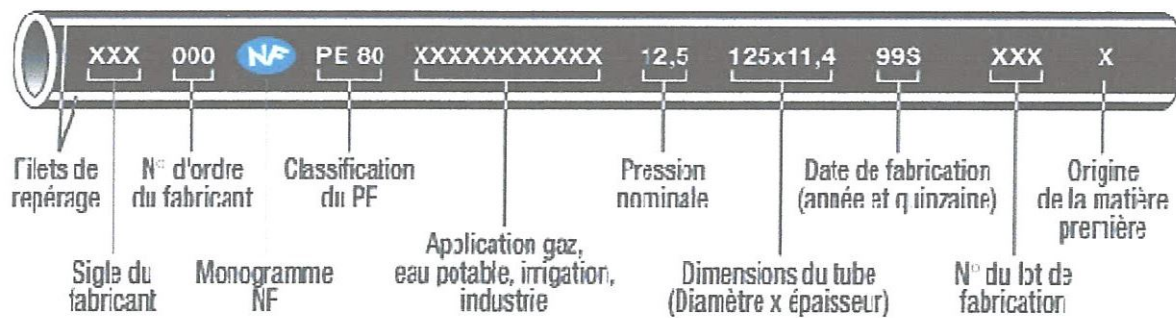 XXX 000 NF PE 80 XXXXXXXXXXX 12,5 125x11,4 99S XXX X
Filets de
repérage
N° d'ordre
du fabricant
Classification
du PE
Pression
nominale
Date de fabrication
(année et quinzaine)
Origine
de la matière
première
Sigle du
fabricant
Monogramme
NF
Application gaz,
eau potable, irrigation,
industrie
Dimensions du tube
(Diamètre x épaisseur)
N° du lot de
fabrication